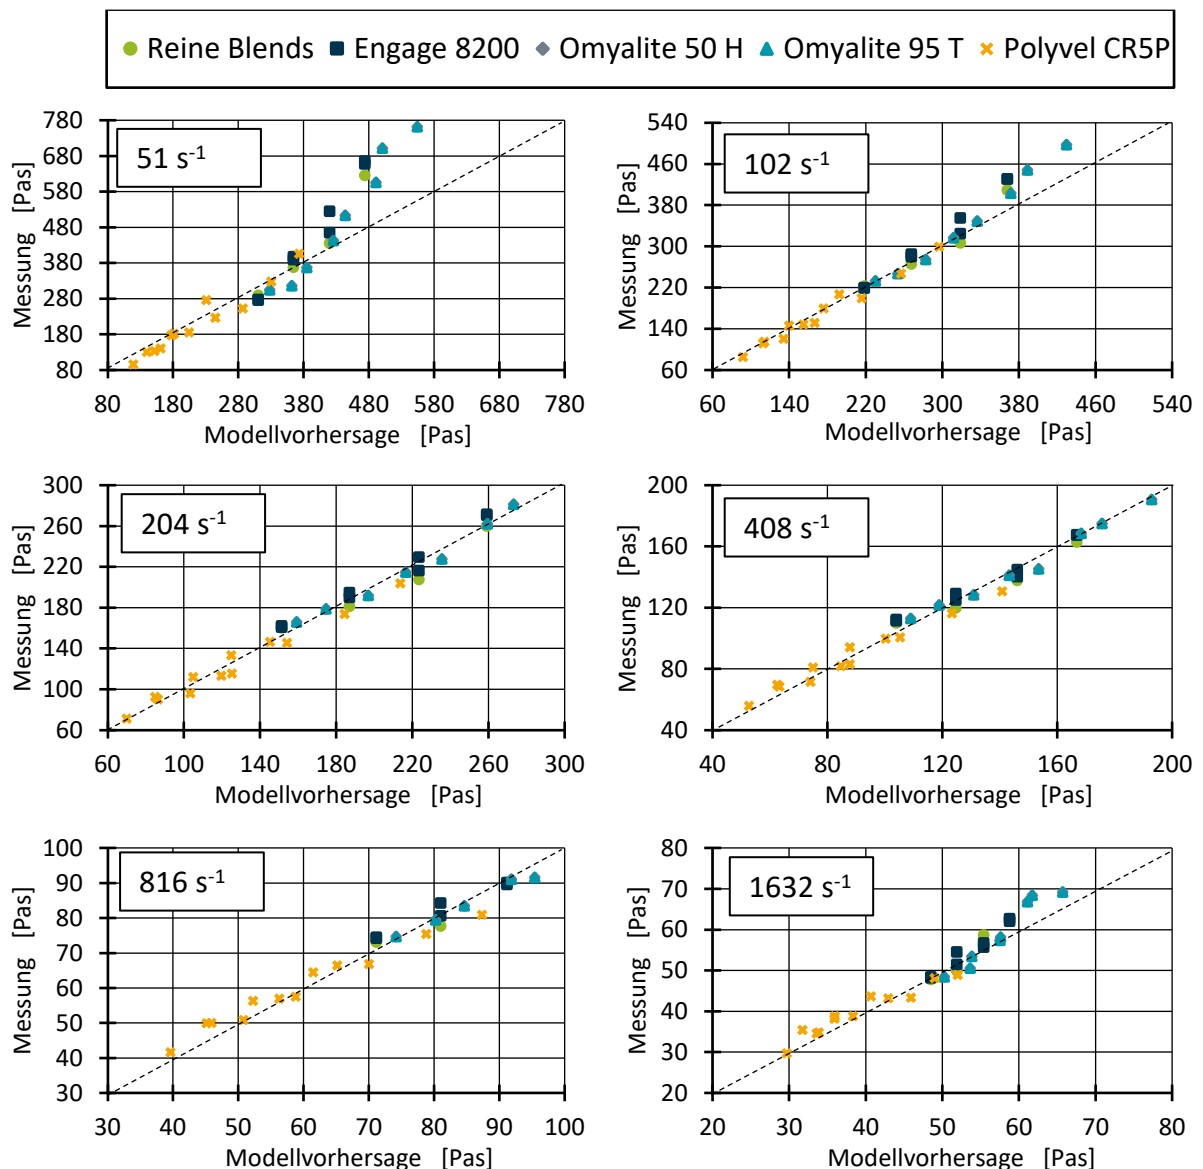 Reine Blends Engage 8200 Omyalite 50 H Omyalite 95 T Polyvel CR5P
51 s-1
Messung [Pas]
780
680
580
480
380
280
180
80
80 180 280 380 480 580 680 780
Modellvorhersage [Pas]
102 s-1
Messung [Pas]
540
460
380
300
220
140
60
60 140 220 300 380 460 540
Modellvorhersage [Pas]
204 s-1
Messung [Pas]
300
260
220
180
140
100
60
60 100 140 180 220 260 300
Modellvorhersage [Pas]
408 s-1
Messung [Pas]
200
160
120
80
40
40 80 120 160 200
Modellvorhersage [Pas]
816 s-1
Messung [Pas]
100
90
80
70
60
50
40
30
30 40 50 60 70 80 90 100
Modellvorhersage [Pas]
1632 s-1
Messung [Pas]
80
70
60
50
40
30
20
20 30 40 50 60 70 80
Modellvorhersage [Pas]